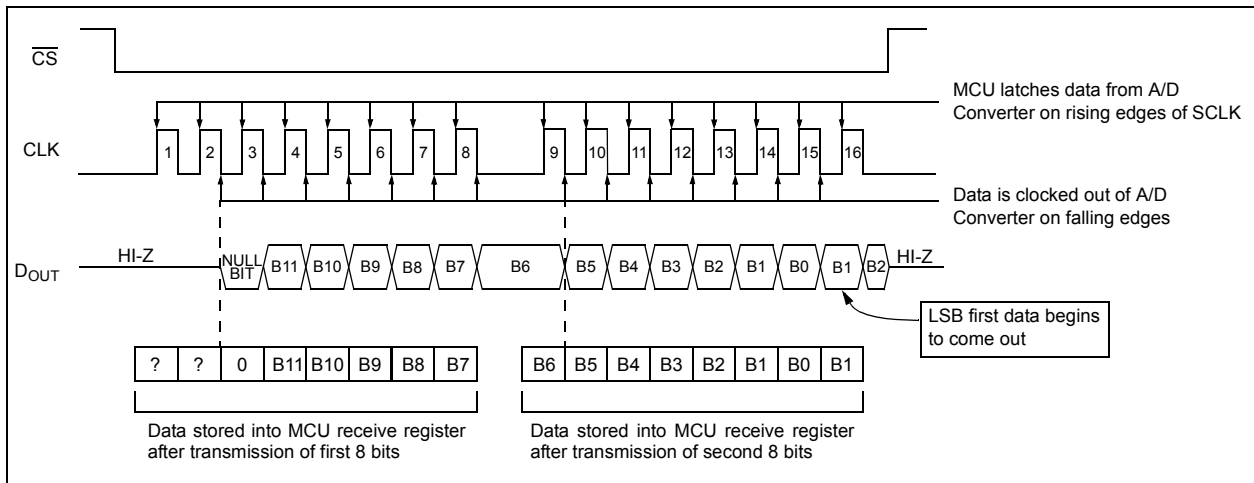 CS
MCU latches data from A/D
Converter on rising edges of SCLK
CLK
1 2 3 4 5 6 7 8 9 10 11 12 13 14 15 16
Data is clocked out of A/D
Converter on falling edges
DOUT
HI-Z
NULL
BIT
B11 B10 B9 B8 B7 B6 B5 B4 B3 B2 B1 B0 B1 B2
HI-Z
LSB first data begins
to come out
? ? 0 B11 B10 B9 B8 B7
B6 B5 B4 B3 B2 B1 B0 B1
Data stored into MCU receive register
after transmission of first 8 bits
Data stored into MCU receive register
after transmission of second 8 bits